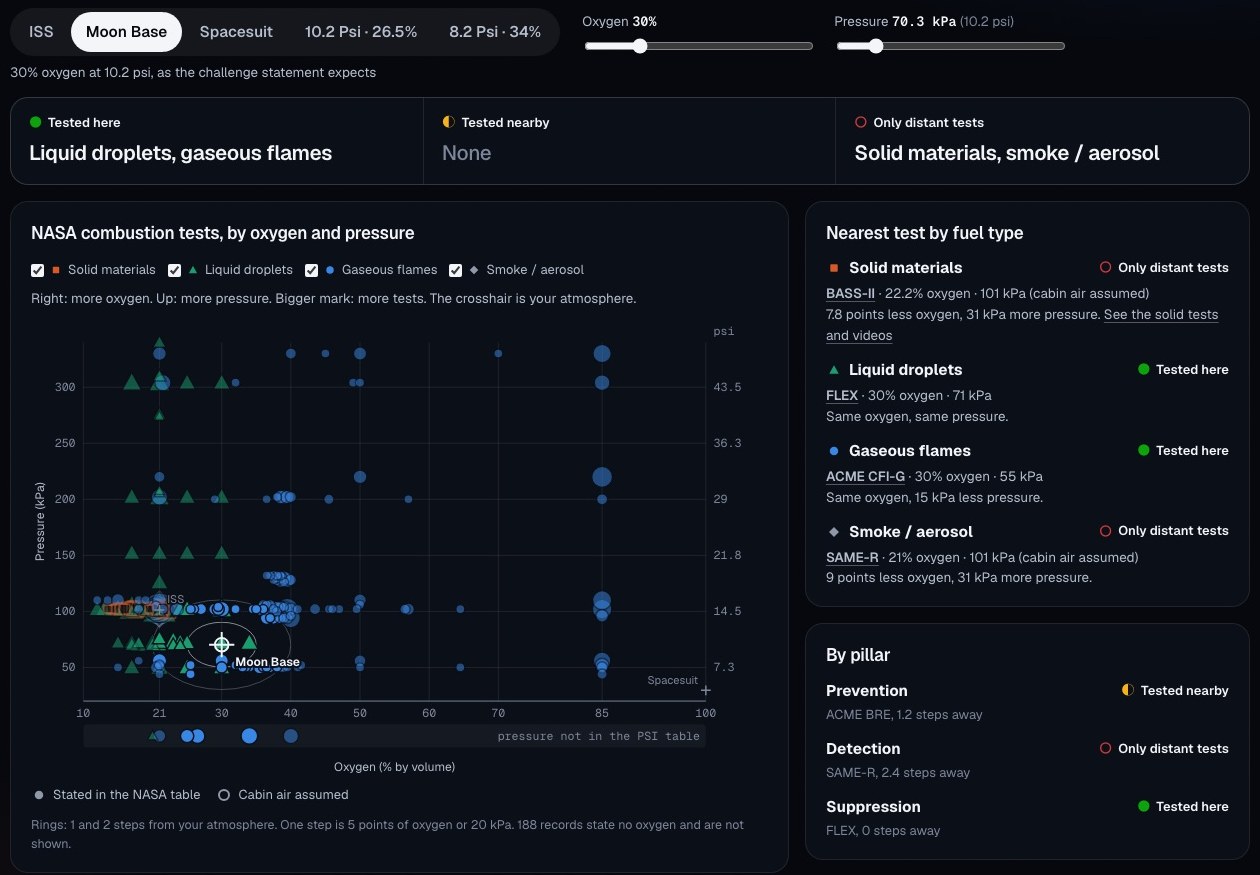 ISS Moon Base Spacesuit 10.2 Psi · 26.5% 8.2 Psi · 34%
Oxygen 30%
Pressure 70.3 kPa (10.2 psi)
30% oxygen at 10.2 psi, as the challenge statement expects
Tested here
Liquid droplets, gaseous flames
Tested nearby
None
Only distant tests
Solid materials, smoke / aerosol
NASA combustion tests, by oxygen and pressure
Solid materials Liquid droplets Gaseous flames Smoke / aerosol
Right: more oxygen. Up: more pressure. Bigger mark: more tests. The crosshair is your atmosphere.
psi
300 43.5
250 36.3
200 29
150 21.8
ISS
100 14.5
Moon Base
50 7.3
Spacesuit
Pressure (kPa)
10 21 30 40 50 60 70 85 100
pressure not in the PSI table
Oxygen (% by volume)
Stated in the NASA table Cabin air assumed
Rings: 1 and 2 steps from your atmosphere. One step is 5 points of oxygen or 20 kPa. 188 records state no oxygen and are not
shown.
Nearest test by fuel type
Solid materials Only distant tests
BASS-II · 22.2% oxygen · 101 kPa (cabin air assumed)
7.8 points less oxygen, 31 kPa more pressure. See the solid tests
and videos
Liquid droplets Tested here
FLEX · 30% oxygen · 71 kPa
Same oxygen, same pressure.
Gaseous flames Tested here
ACME CFI-G · 30% oxygen · 55 kPa
Same oxygen, 15 kPa less pressure.
Smoke / aerosol Only distant tests
SAME-R · 21% oxygen · 101 kPa (cabin air assumed)
9 points less oxygen, 31 kPa more pressure.
By pillar
Prevention Tested nearby
ACME BRE, 1.2 steps away
Detection Only distant tests
SAME-R, 2.4 steps away
Suppression Tested here
FLEX, 0 steps away